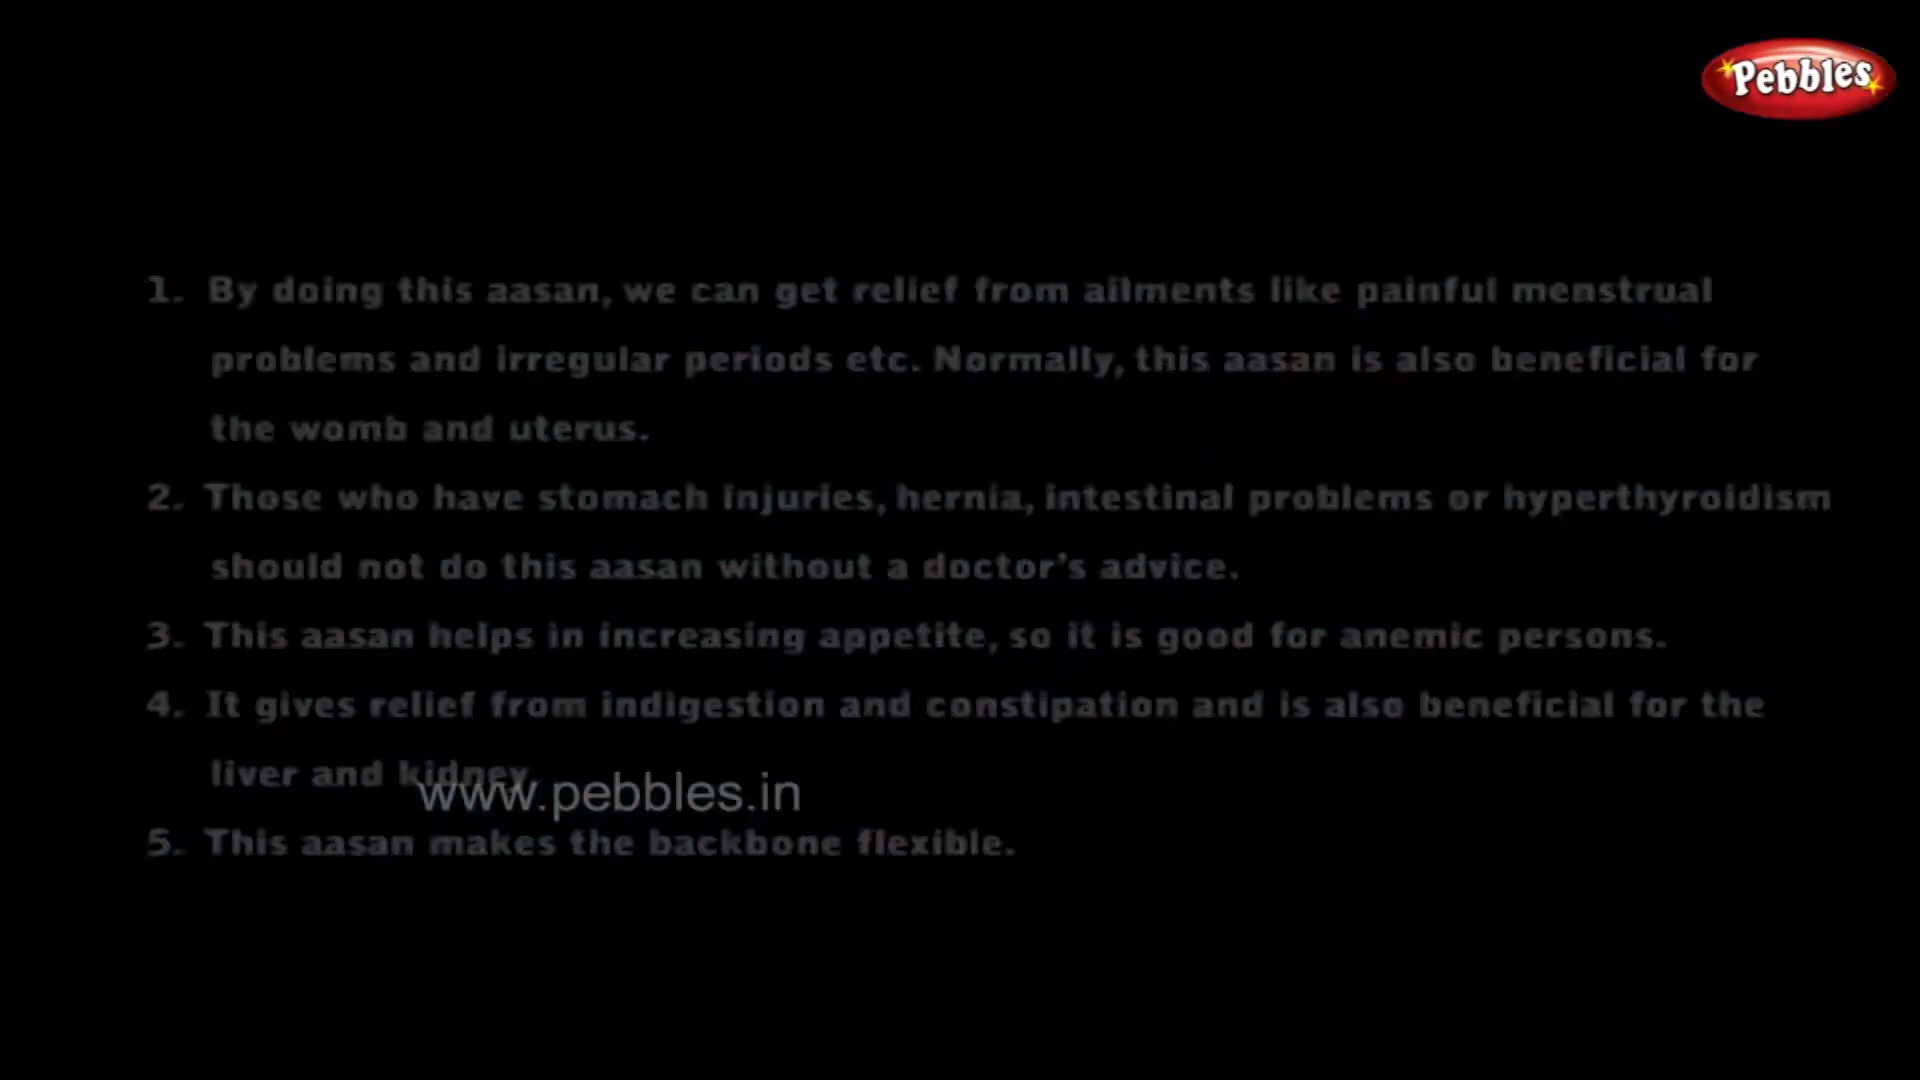 Pebbles
1. By doing this aasan, we can get relief from ailments like painful menstrual
problems and irregular periods etc. Normally, this aasan is also beneficial for
the womb and uterus.
2. Those who have stomach injuries, hernia, intestinal problems or hyperthyroidism
should not do this aasan without a doctor's advice.
3. This aasan helps in increasing appetite, so it is good for anemic persons.
4. It gives relief from indigestion and constipation and is also beneficial for the
liver and kidney.
www.pebbles.in
5. This aasan makes the backbone flexible.